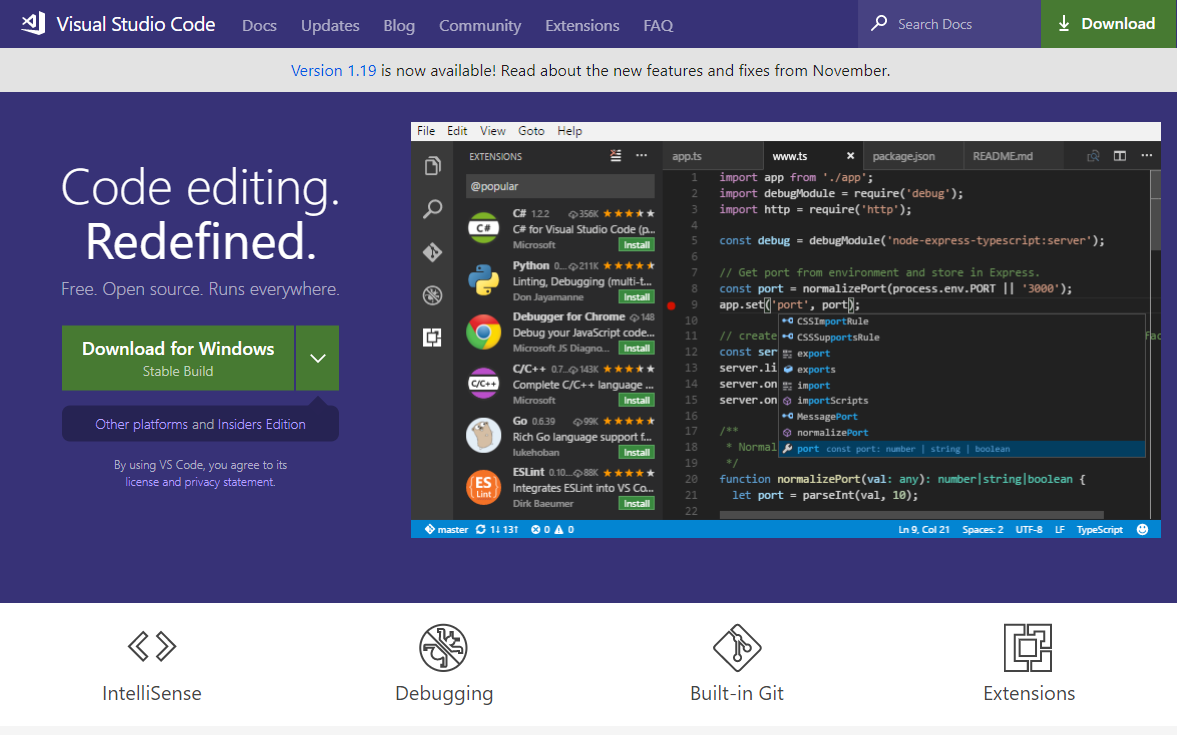 Visual Studio Code Docs Updates Blog Community Extensions FAQ Search Docs Download
Version 1.19 is now available! Read about the new features and fixes from November.
Code editing.
Redefined.
Free. Open source. Runs everywhere.
Download for Windows
Stable Build
Other platforms and Insiders Edition
By using VS Code, you agree to its
license and privacy statement.
File Edit View Goto Help
EXTENSIONS
@popular
C# 1.2.2 356K
C# for Visual Studio Code (p...
Microsoft Install
Python 0... 211K
Linting, Debugging (multi-t...
Don Jayamanne Install
Debugger for Chrome 148
Debug your JavaScript code...
Microsoft JS Diagno... Install
C/C++ 0.7... 143K
Complete C/C++ language ...
Microsoft Install
Go 0.6.39 99K
Rich Go language support f...
lukehoban Install
ESLint 0.10... 88K
Integrates ESLint into VS Co...
Dirk Baeumer Install
app.ts www.ts package.json README.md
1 import app from './app';
2 import debugModule = require('debug');
3 import http = require('http');
4
5 const debug = debugModule('node-express-typescript:server');
6
7 // Get port from environment and store in Express.
8 const port = normalizePort(process.env.PORT || '3000');
9 app.set('port', port);
10
11 // create
12 const ser
13 server.li
14 server.on
15 server.on
16
17 /**
18 * Normal
19 */
20 function normalizePort(val: any): number|string|boolean {
21 let port = parseInt(val, 10);
22
CSSImportRule
CSSSupportsRule
export
exports
import
importScripts
MessagePort
normalizePort
port const port: number | string | boolean
master 1↓ 13↑ 0 0 Ln 9, Col 21 Spaces: 2 UTF-8 LF TypeScript
IntelliSense
Debugging
Built-in Git
Extensions